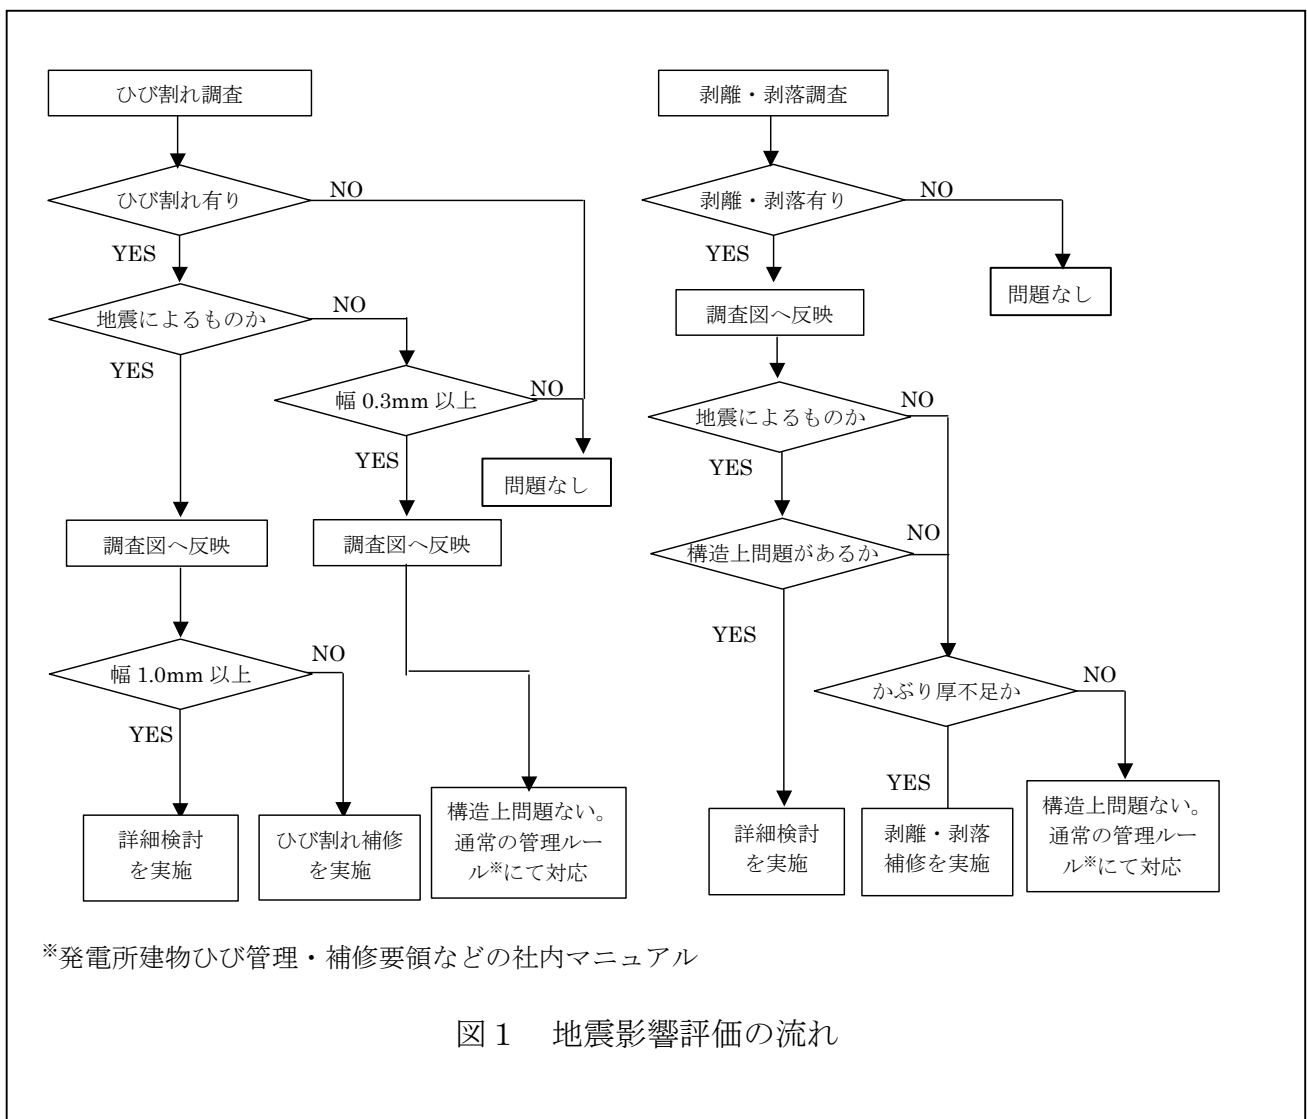 ひび割れ調査
ひび割れ有り
NO
YES
地震によるものか
NO
YES
幅 0.3mm 以上
NO
YES
問題なし
調査図へ反映
調査図へ反映
幅 1.0mm 以上
NO
YES
詳細検討
を実施
ひび割れ補修
を実施
構造上問題ない。
通常の管理ルー
ル※にて対応
剥離・剥落調査
剥離・剥落有り
NO
YES
問題なし
調査図へ反映
地震によるものか
NO
YES
構造上問題があるか
NO
YES
かぶり厚不足か
NO
YES
詳細検討
を実施
剥離・剥落
補修を実施
構造上問題ない。
通常の管理ルー
ル※にて対応
※発電所建物ひび管理・補修要領などの社内マニュアル
図１　地震影響評価の流れ